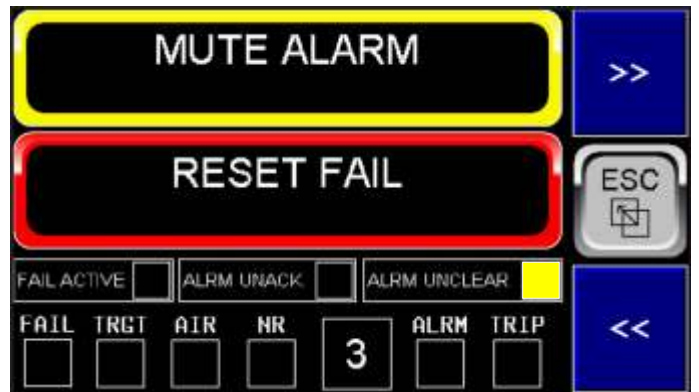 MUTE ALARM
>>
RESET FAIL
ESC
FAIL ACTIVE
ALRM UNACK
ALRM UNCLEAR
FAIL TRGT AIR NR 3 ALRM TRIP
<<